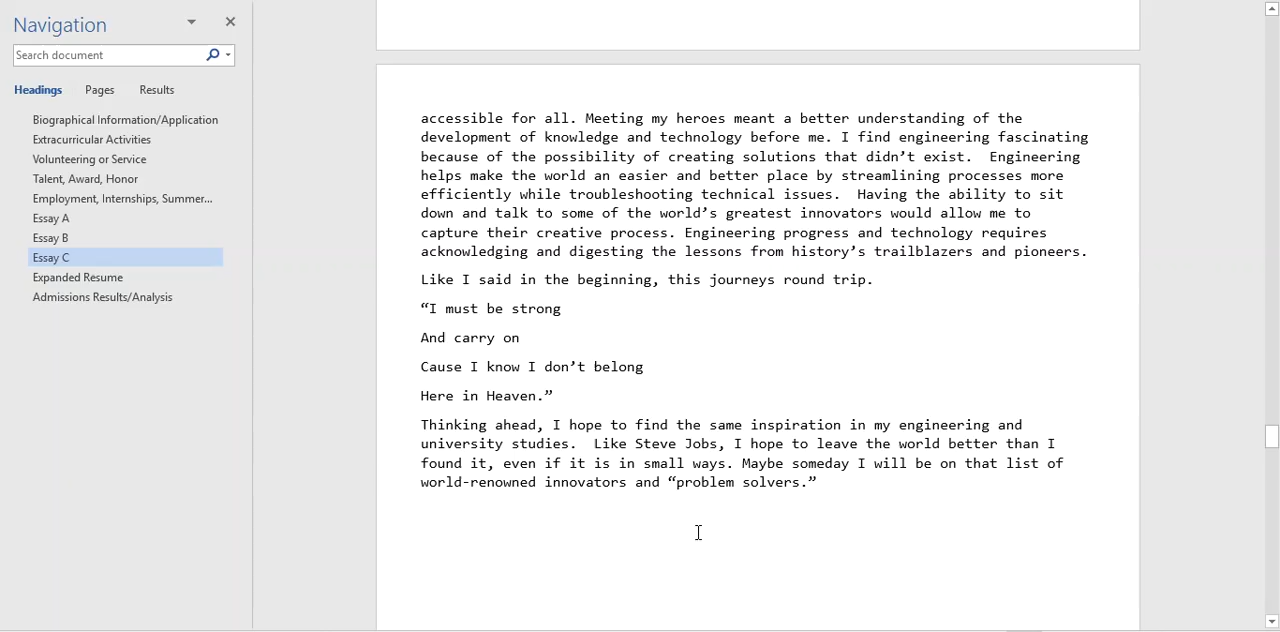 Navigation
Search document
Headings Pages Results
Biographical Information/Application
Extracurricular Activities
Volunteering or Service
Talent, Award, Honor
Employment, Internships, Summer...
Essay A
Essay B
Essay C
Expanded Resume
Admissions Results/Analysis
accessible for all. Meeting my heroes meant a better understanding of the
development of knowledge and technology before me. I find engineering fascinating
because of the possibility of creating solutions that didn’t exist.  Engineering
helps make the world an easier and better place by streamlining processes more
efficiently while troubleshooting technical issues.  Having the ability to sit
down and talk to some of the world’s greatest innovators would allow me to
capture their creative process. Engineering progress and technology requires
acknowledging and digesting the lessons from history’s trailblazers and pioneers.
Like I said in the beginning, this journeys round trip.
“I must be strong
And carry on
Cause I know I don’t belong
Here in Heaven.”
Thinking ahead, I hope to find the same inspiration in my engineering and
university studies.  Like Steve Jobs, I hope to leave the world better than I
found it, even if it is in small ways. Maybe someday I will be on that list of
world-renowned innovators and “problem solvers.”